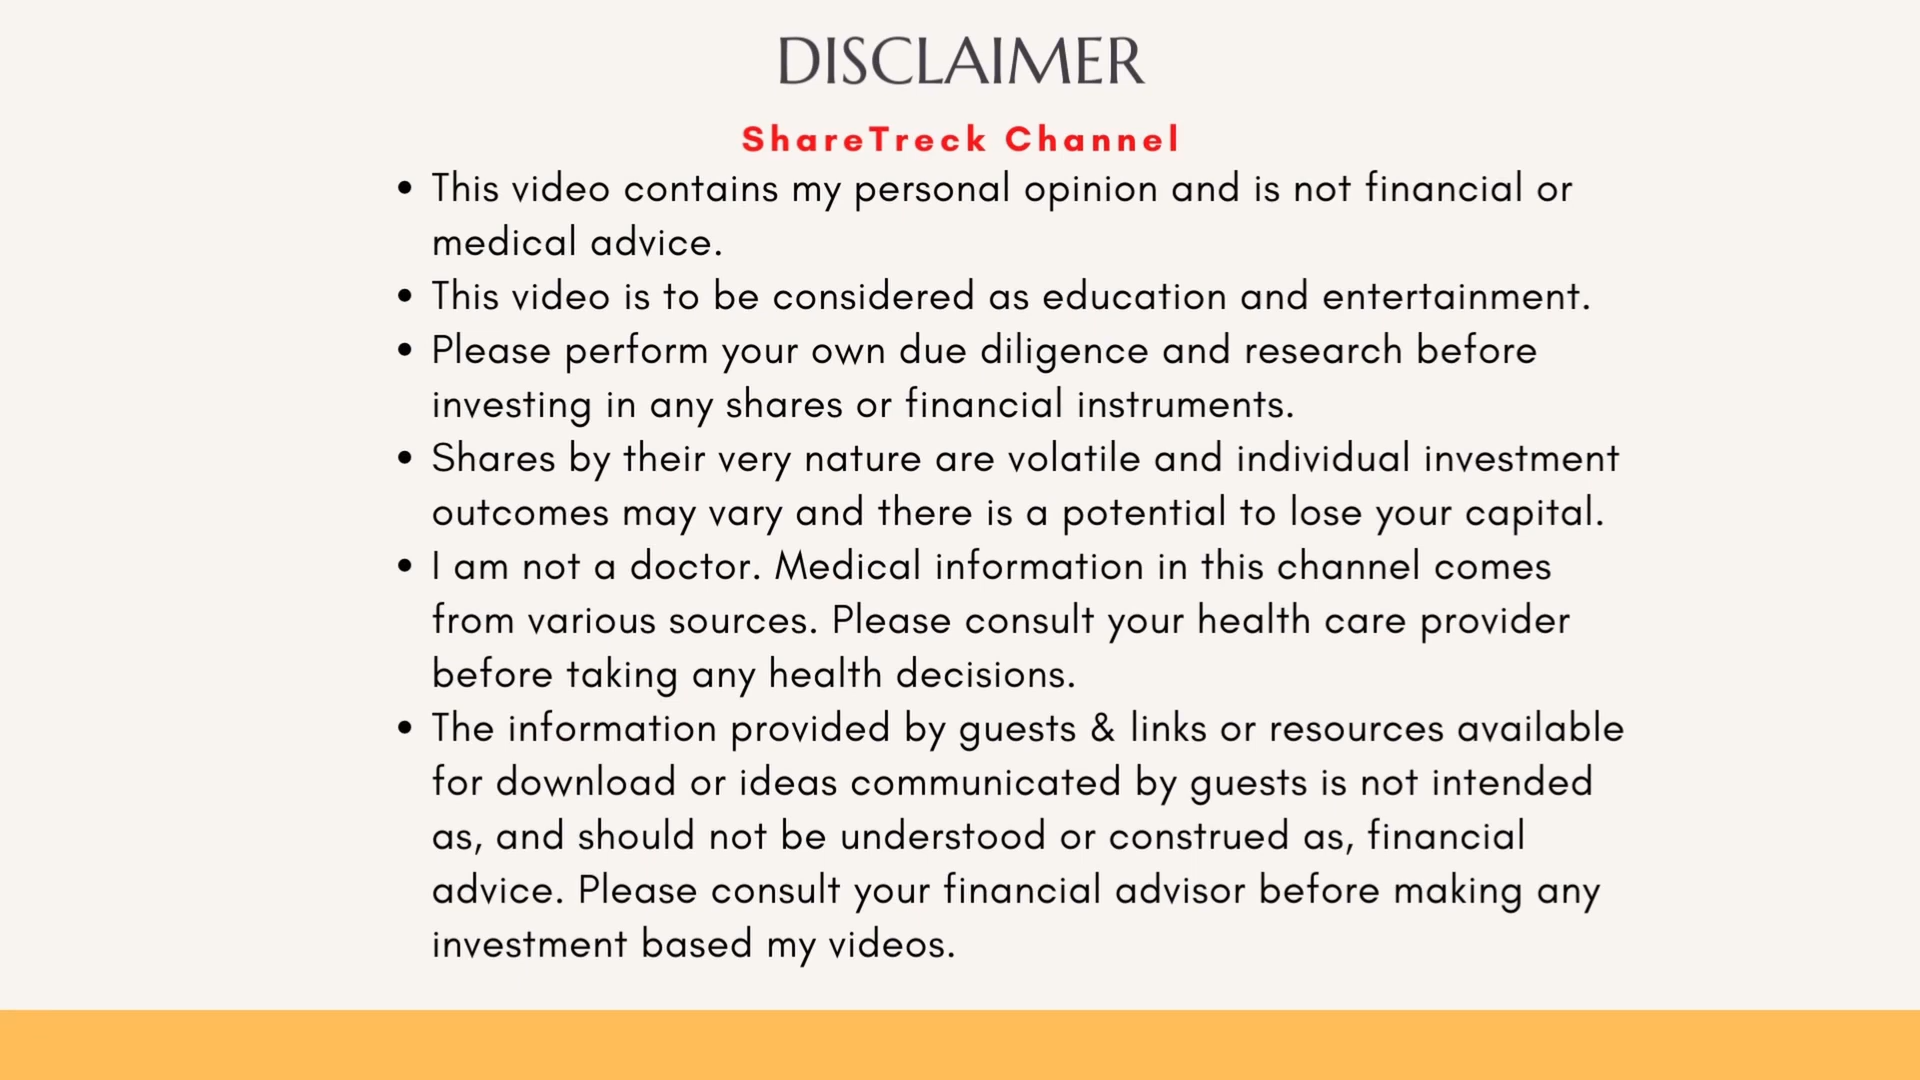 DISCLAIMER
ShareTreck Channel
• This video contains my personal opinion and is not financial or
medical advice.
• This video is to be considered as education and entertainment.
• Please perform your own due diligence and research before
investing in any shares or financial instruments.
• Shares by their very nature are volatile and individual investment
outcomes may vary and there is a potential to lose your capital.
• I am not a doctor. Medical information in this channel comes
from various sources. Please consult your health care provider
before taking any health decisions.
• The information provided by guests & links or resources available
for download or ideas communicated by guests is not intended
as, and should not be understood or construed as, financial
advice. Please consult your financial advisor before making any
investment based my videos.